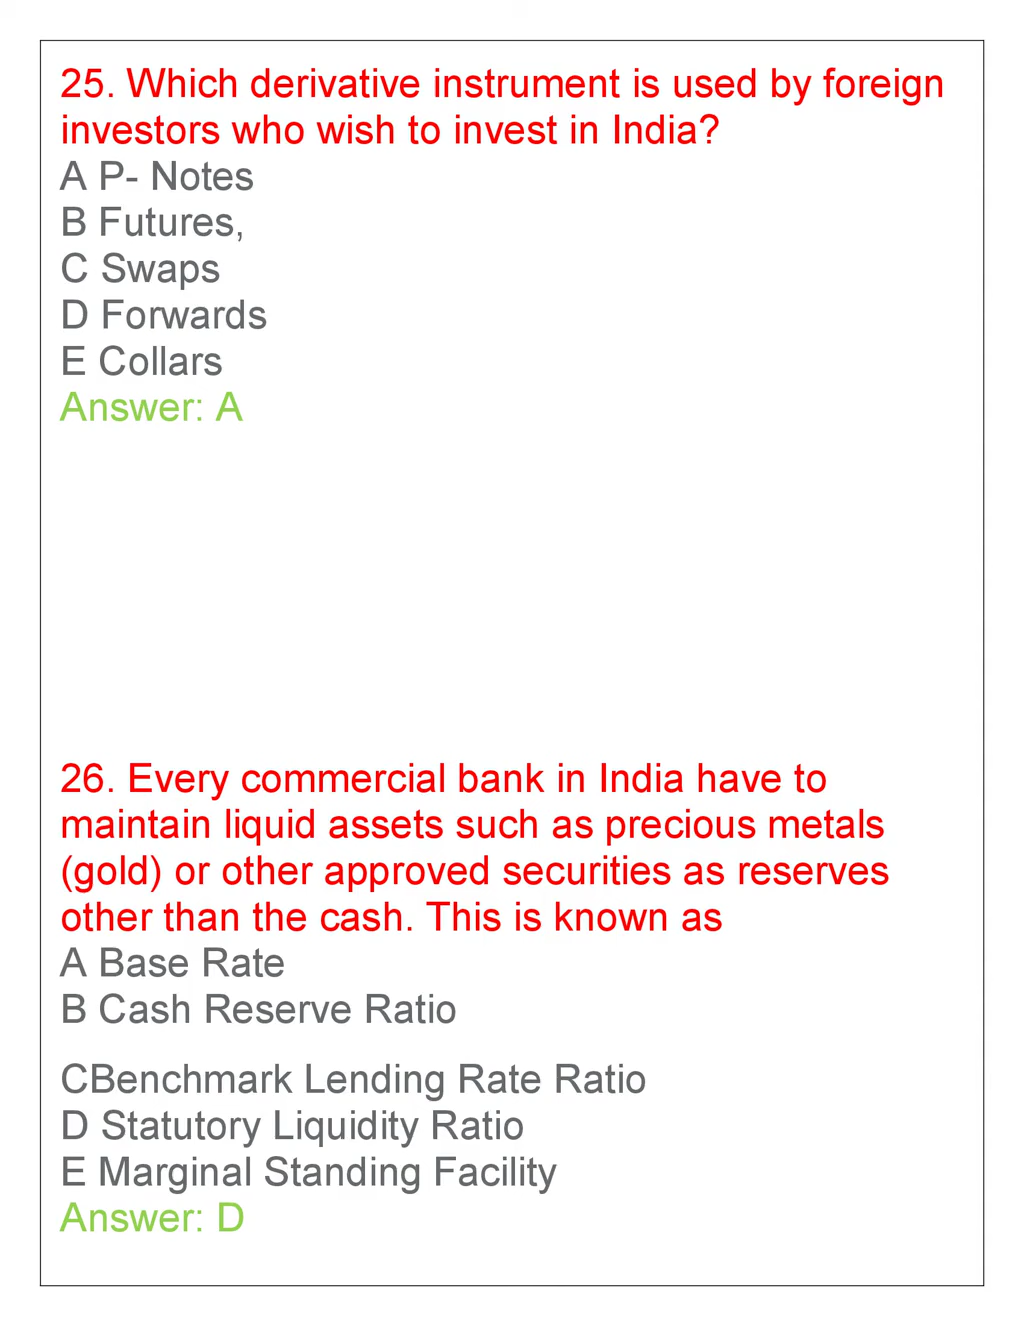 25. Which derivative instrument is used by foreign
investors who wish to invest in India?
A P- Notes
B Futures,
C Swaps
D Forwards
E Collars
Answer: A
26. Every commercial bank in India have to
maintain liquid assets such as precious metals
(gold) or other approved securities as reserves
other than the cash. This is known as
A Base Rate
B Cash Reserve Ratio
CBenchmark Lending Rate Ratio
D Statutory Liquidity Ratio
E Marginal Standing Facility
Answer: D